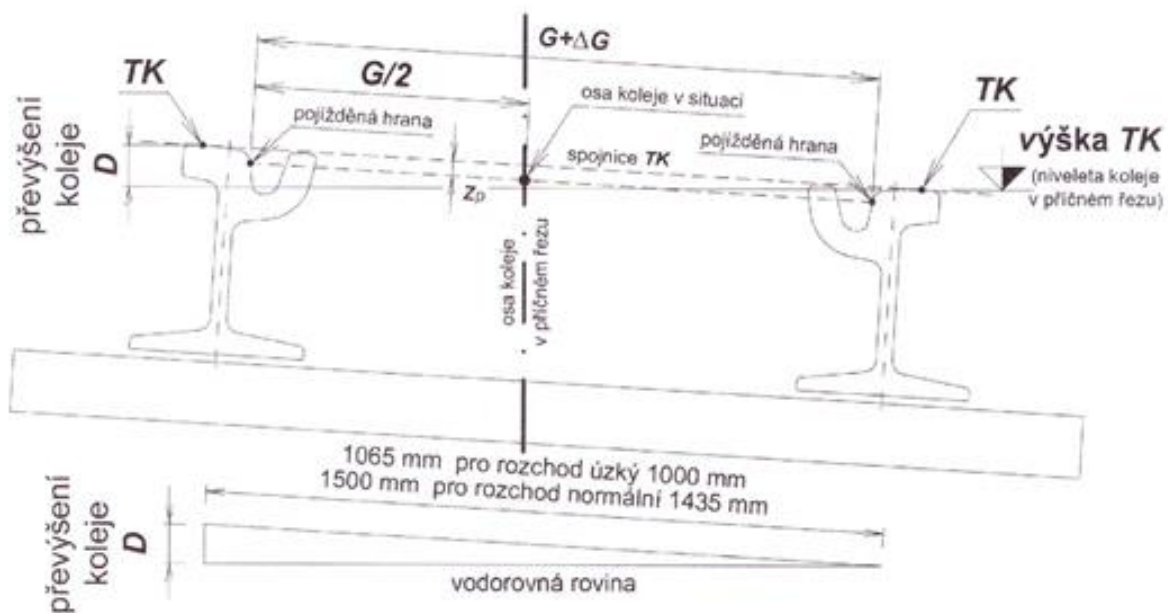 G+ΔG
TK
G/2
osa koleje v situaci
TK
pojížděná hrana
pojížděná hrana
výška TK
(niveleta koleje
v příčném řezu)
spojnice TK
převýšení
koleje
D
zp
osa koleje
v příčném řezu
1065 mm pro rozchod úzký 1000 mm
1500 mm pro rozchod normální 1435 mm
převýšení
koleje
D
vodorovná rovina